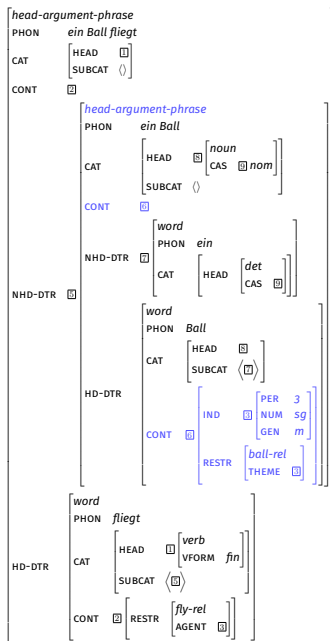 head-argument-phrase
PHON ein Ball fliegt
CAT HEAD 1
SUBCAT ⟨⟩
CONT 2
head-argument-phrase
PHON ein Ball
CAT HEAD 8 noun
CAS 9 nom
SUBCAT ⟨⟩
CONT 6
NHD-DTR 5 NHD-DTR 7 word
PHON ein
CAT HEAD det
CAS 9
HD-DTR word
PHON Ball
CAT HEAD 8
SUBCAT ⟨7⟩
CONT 6 IND 3 PER 3
NUM sg
GEN m
RESTR ball-rel
THEME 3
HD-DTR word
PHON fliegt
CAT HEAD 1 verb
VFORM fin
SUBCAT ⟨5⟩
CONT 2 RESTR fly-rel
AGENT 3